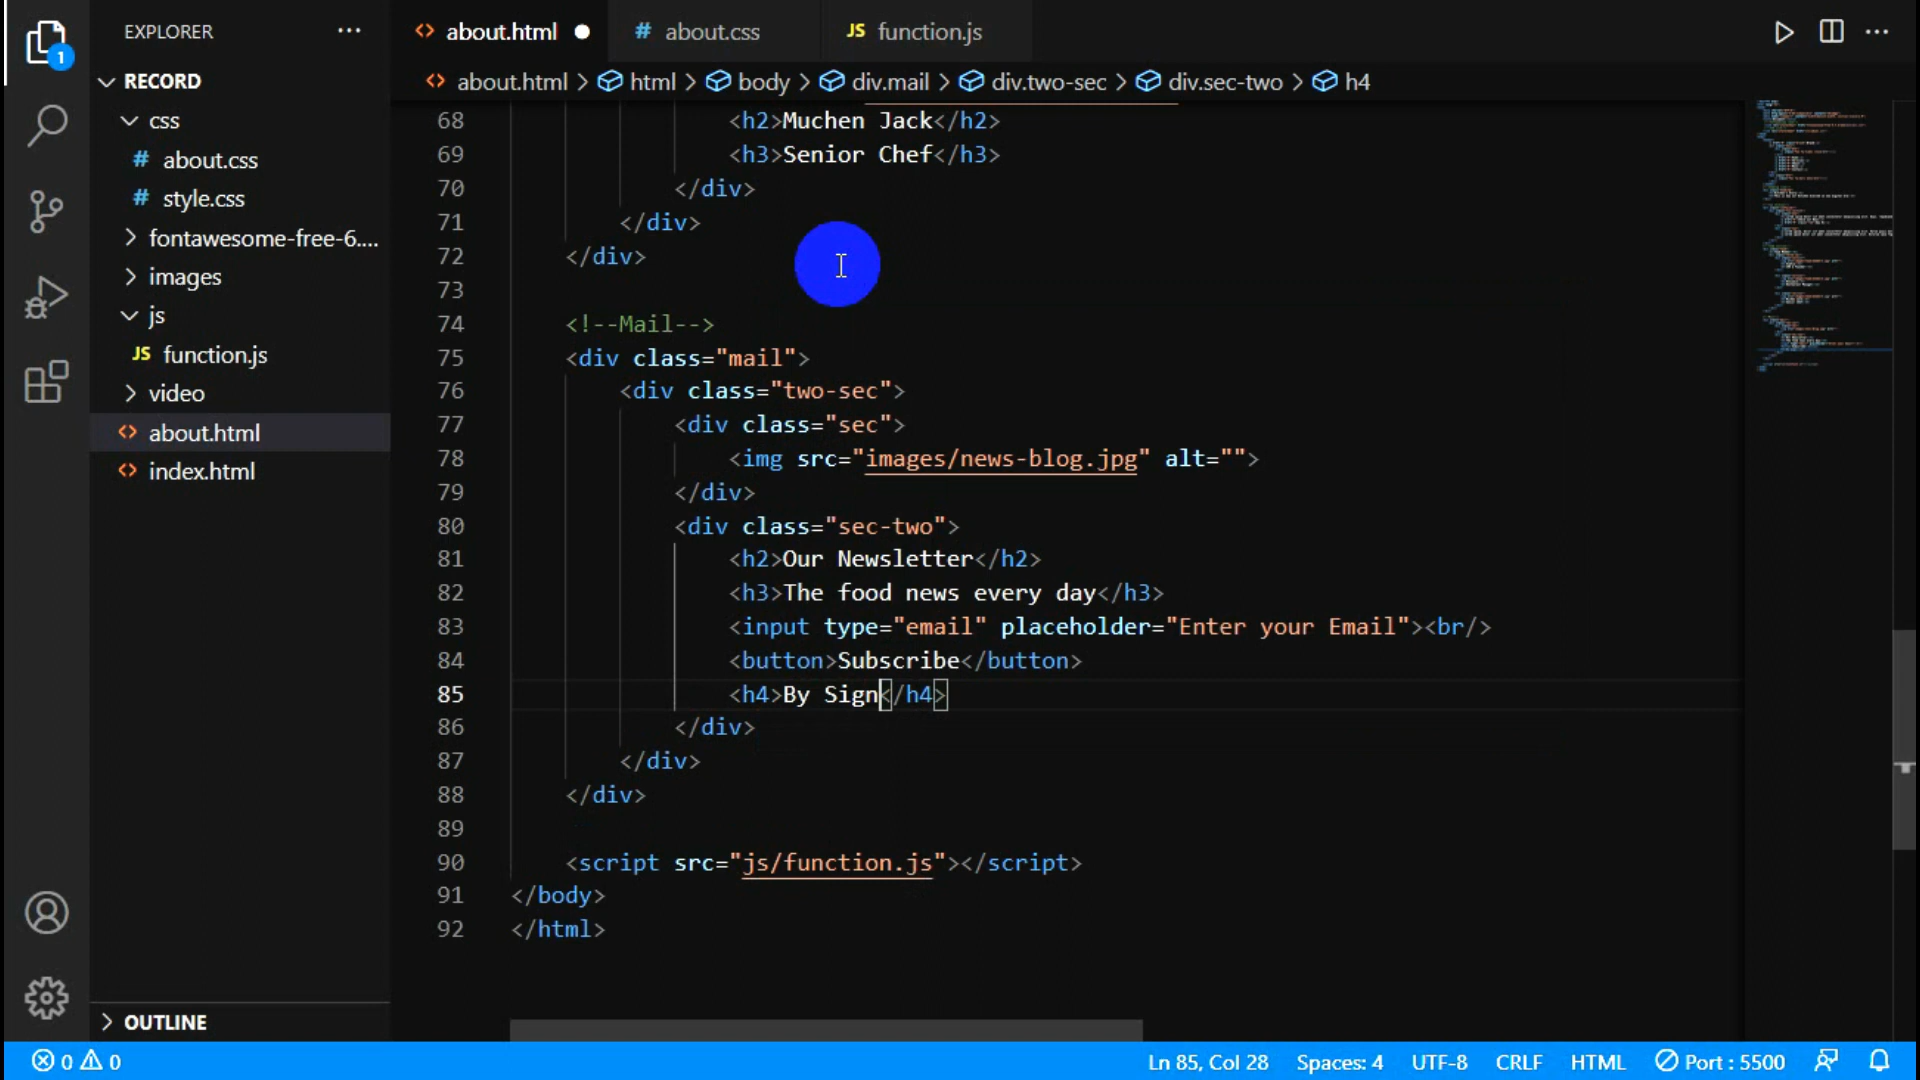 EXPLORER ...
about.html
about.css
function.js
RECORD
about.html > html > body > div.mail > div.two-sec > div.sec-two > h4
css
# about.css
# style.css
fontawesome-free-6....
images
js
JS function.js
video
about.html
index.html
OUTLINE
68 <h2>Muchen Jack</h2>
69 <h3>Senior Chef</h3>
70 </div>
71 </div>
72 </div>
73
74 <!--Mail-->
75 <div class="mail">
76 <div class="two-sec">
77 <div class="sec">
78 <img src="images/news-blog.jpg" alt="">
79 </div>
80 <div class="sec-two">
81 <h2>Our Newsletter</h2>
82 <h3>The food news every day</h3>
83 <input type="email" placeholder="Enter your Email"><br/>
84 <button>Subscribe</button>
85 <h4>By Sign</h4>
86 </div>
87 </div>
88 </div>
89
90 <script src="js/function.js"></script>
91 </body>
92 </html>
1
0 0
Ln 85, Col 28 Spaces: 4 UTF-8 CRLF HTML Port : 5500